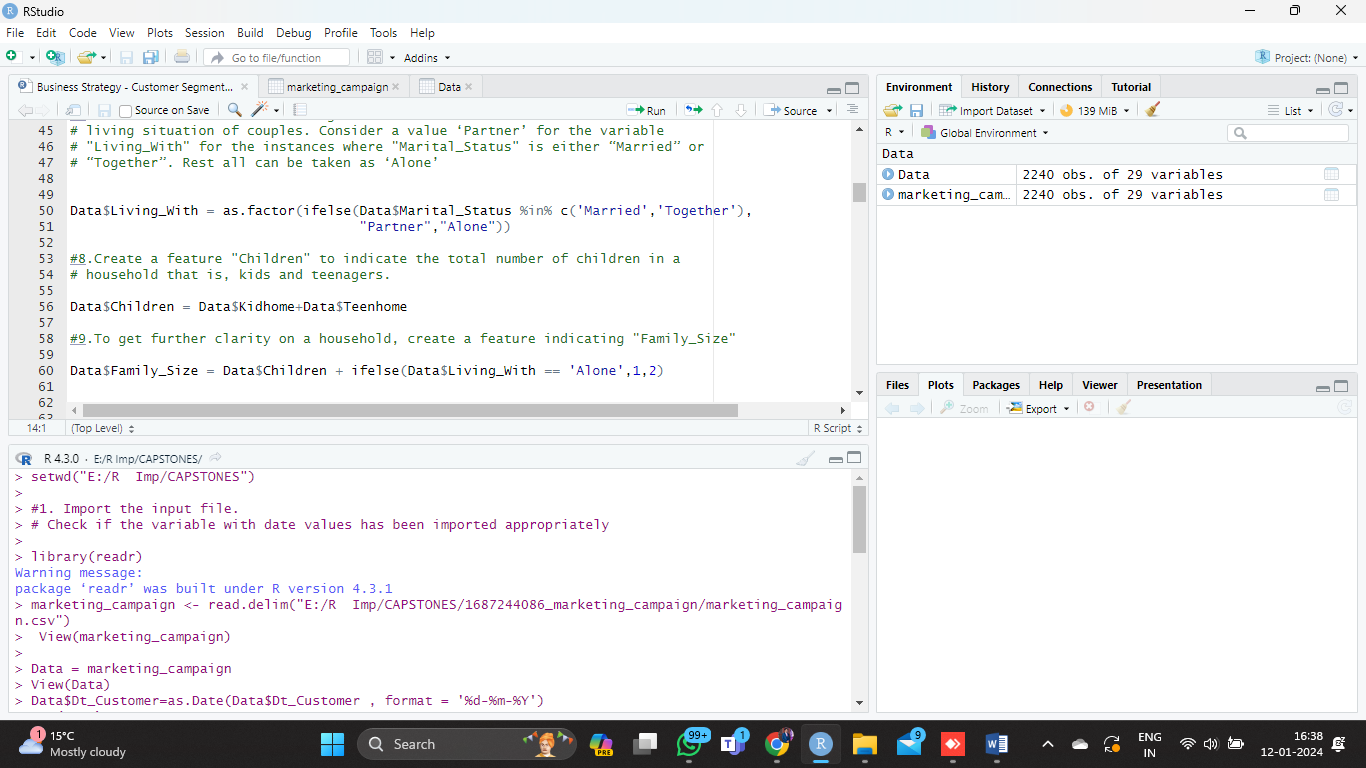 RStudio
File Edit Code View Plots Session Build Debug Profile Tools Help
Go to file/function
Addins
Project: (None)
Business Strategy - Customer Segment...
marketing_campaign
Data
Source on Save
Run
Source
45 # living situation of couples. Consider a value ‘Partner’ for the variable
46 # "Living_With" for the instances where "Marital_Status" is either “Married” or
47 # “Together”. Rest all can be taken as ‘Alone’
48
49
50 Data$Living_With = as.factor(ifelse(Data$Marital_Status %in% c('Married','Together'),
51 "Partner","Alone"))
52
53 #8.Create a feature "Children" to indicate the total number of children in a
54 # household that is, kids and teenagers.
55
56 Data$Children = Data$Kidhome+Data$Teenhome
57
58 #9.To get further clarity on a household, create a feature indicating "Family_Size"
59
60 Data$Family_Size = Data$Children + ifelse(Data$Living_With == 'Alone',1,2)
61
62
63
14:1 (Top Level) R Script
R 4.3.0 · E:/R Imp/CAPSTONES/
> setwd("E:/R  Imp/CAPSTONES")
>
> #1. Import the input file.
> # Check if the variable with date values has been imported appropriately
>
> library(readr)
Warning message:
package ‘readr’ was built under R version 4.3.1
> marketing_campaign <- read.delim("E:/R  Imp/CAPSTONES/1687244086_marketing_campaign/marketing_campaig
n.csv")
>  View(marketing_campaign)
>
> Data = marketing_campaign
> View(Data)
> Data$Dt_Customer=as.Date(Data$Dt_Customer , format = '%d-%m-%Y')
Environment History Connections Tutorial
Import Dataset 139 MiB List
R Global Environment
Data
Data 2240 obs. of 29 variables
marketing_cam... 2240 obs. of 29 variables
Files Plots Packages Help Viewer Presentation
Zoom Export
1
15°C
Mostly cloudy
Search
PRE
99+
1
9
ENG
IN
16:38
12-01-2024